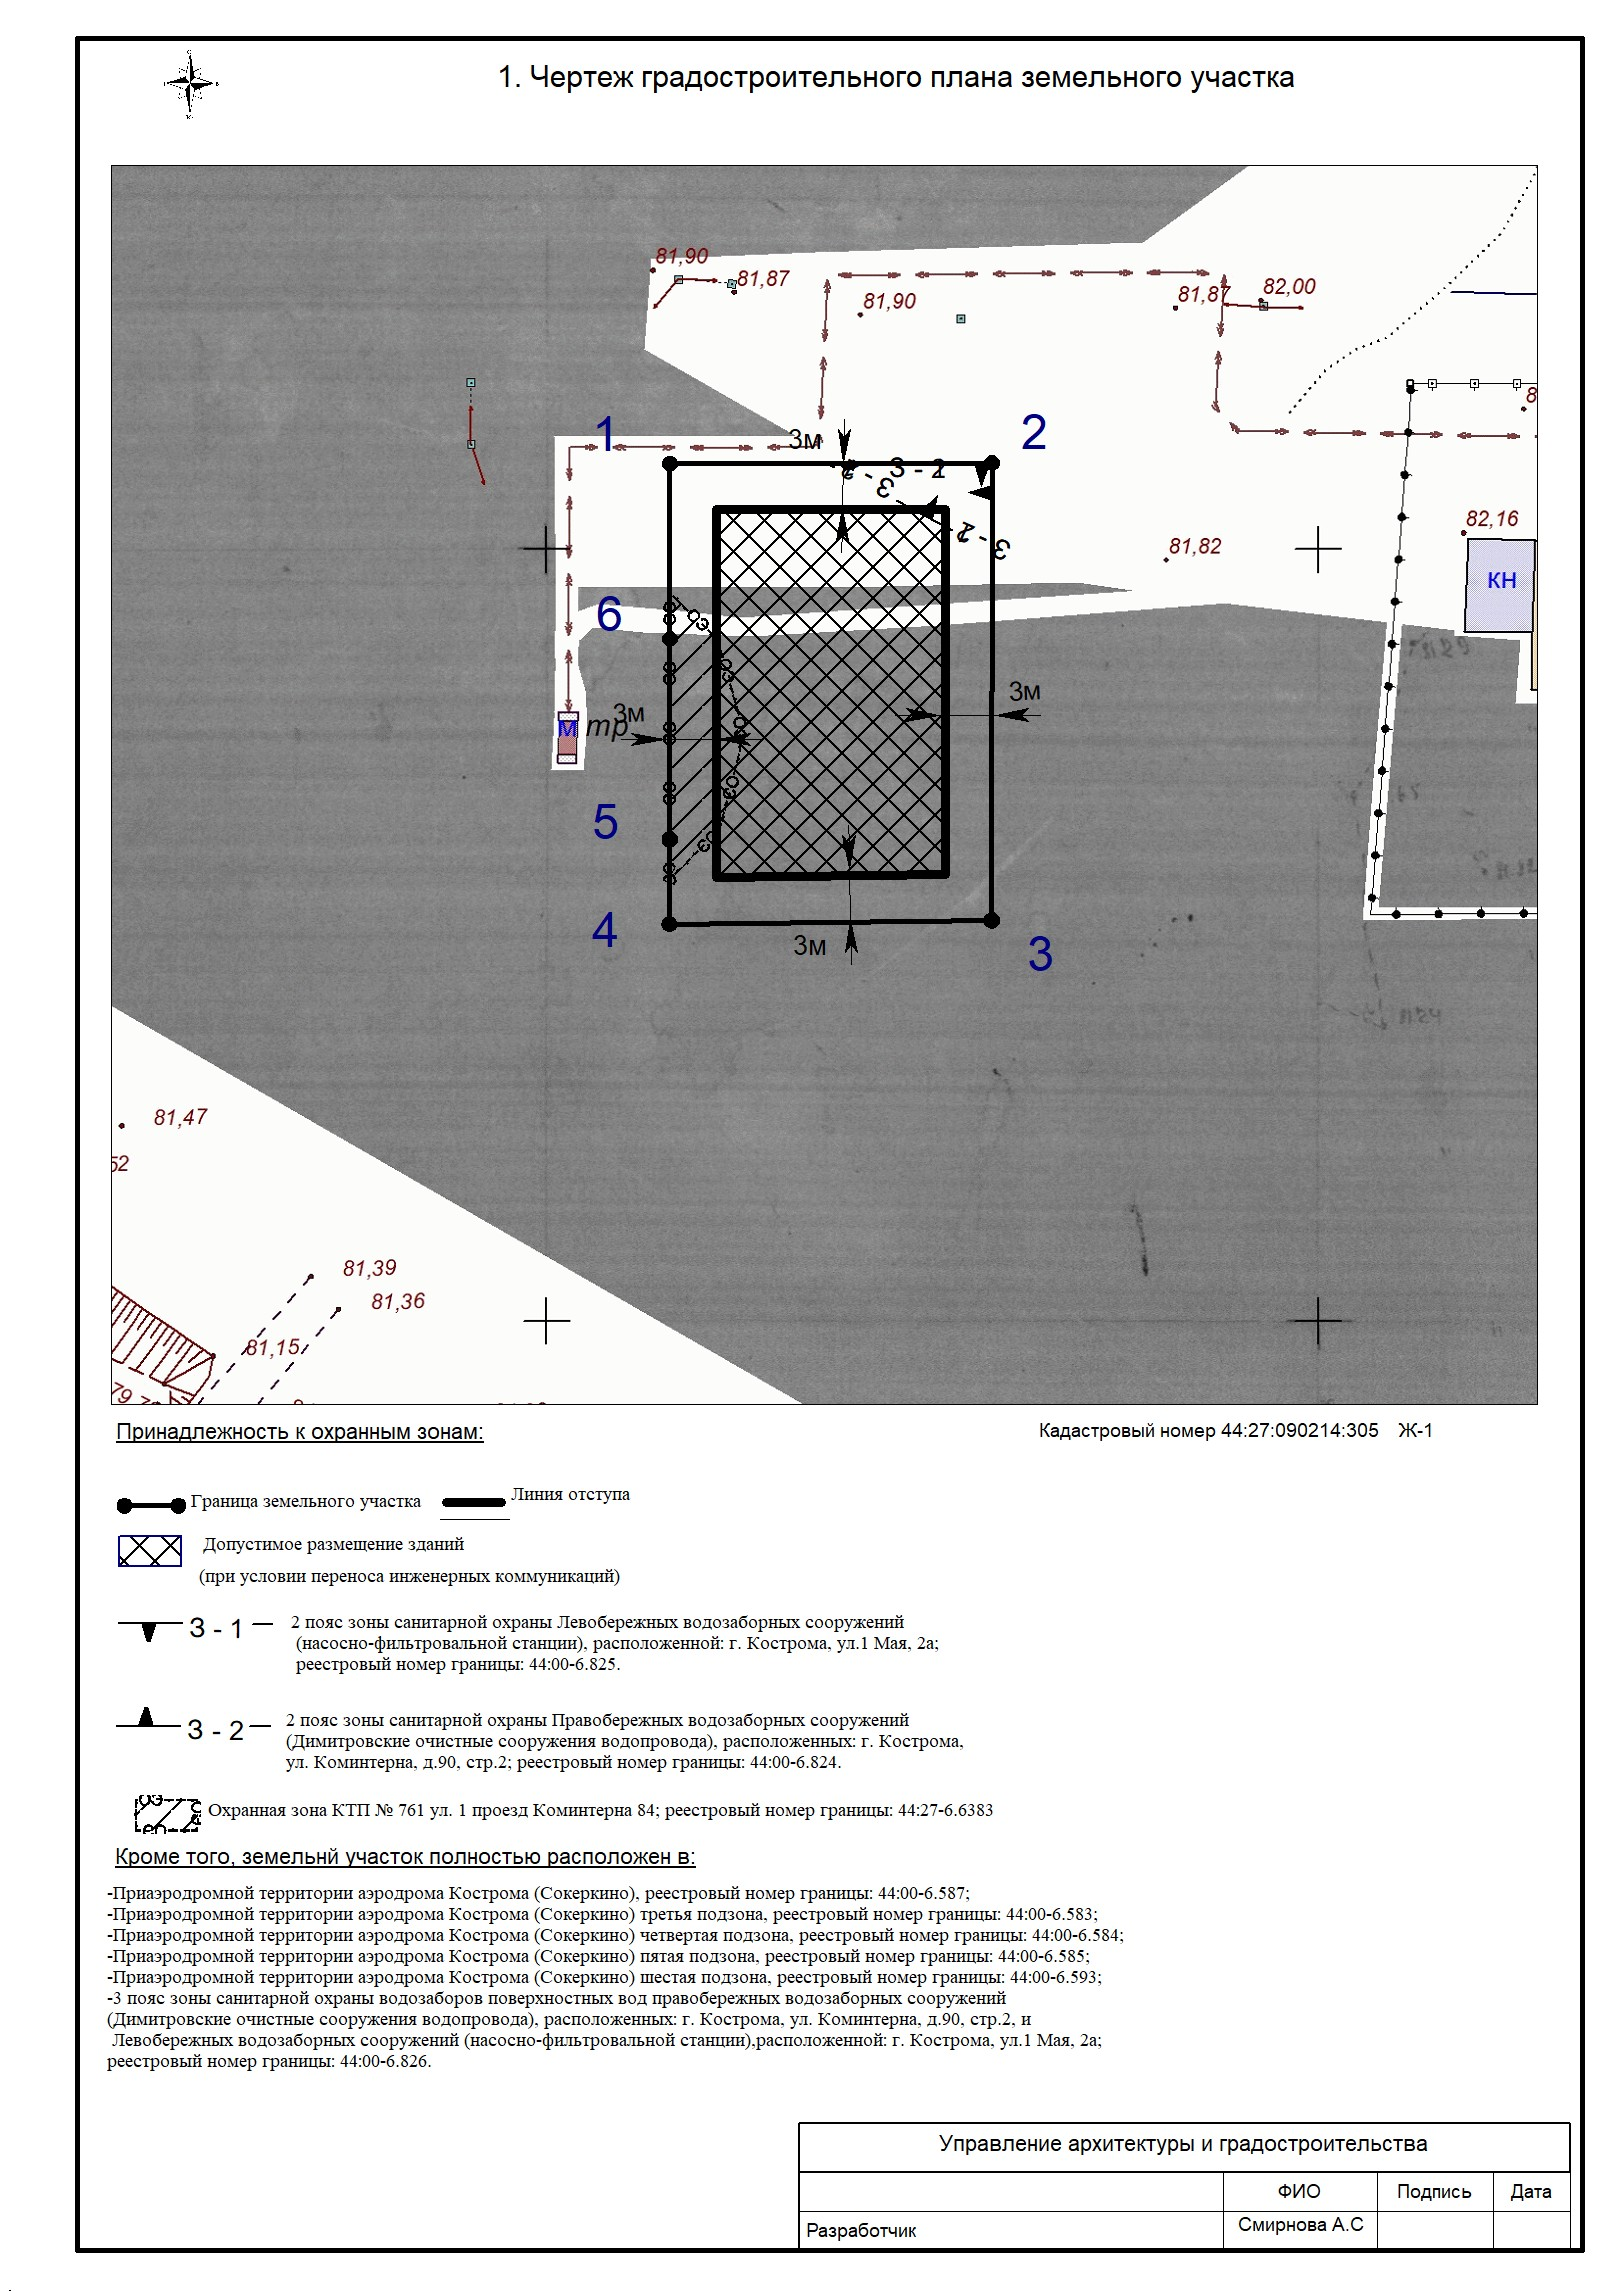 1. Чертеж градостроительного плана земельного участка
81,90
81,87
81,90
81,87
82,00
1
3м
2
3 - 2
82,16
81,82
КН
6
3м
3м
М
тр
5
4
3м
3
81,47
52
81,39
81,36
81,15
79
Принадлежность к охранным зонам:
Кадастровый номер 44:27:090214:305 Ж-1
Граница земельного участка
Линия отступа
Допустимое размещение зданий
(при условии переноса инженерных коммуникаций)
3 - 1
2 пояс зоны санитарной охраны Левобережных водозаборных сооружений
(насосно-фильтровальной станции), расположенной: г. Кострома, ул.1 Мая, 2а;
реестровый номер границы: 44:00-6.825.
3 - 2
2 пояс зоны санитарной охраны Правобережных водозаборных сооружений
(Димитровские очистные сооружения водопровода), расположенных: г. Кострома,
ул. Коминтерна, д.90, стр.2; реестровый номер границы: 44:00-6.824.
Охранная зона КТП № 761 ул. 1 проезд Коминтерна 84; реестровый номер границы: 44:27-6.6383
Кроме того, земельнй участок полностью расположен в:
-Приаэродромной территории аэродрома Кострома (Сокеркино), реестровый номер границы: 44:00-6.587;
-Приаэродромной территории аэродрома Кострома (Сокеркино) третья подзона, реестровый номер границы: 44:00-6.583;
-Приаэродромной территории аэродрома Кострома (Сокеркино) четвертая подзона, реестровый номер границы: 44:00-6.584;
-Приаэродромной территории аэродрома Кострома (Сокеркино) пятая подзона, реестровый номер границы: 44:00-6.585;
-Приаэродромной территории аэродрома Кострома (Сокеркино) шестая подзона, реестровый номер границы: 44:00-6.593;
-3 пояс зоны санитарной охраны водозаборов поверхностных вод правобережных водозаборных сооружений
(Димитровские очистные сооружения водопровода), расположенных: г. Кострома, ул. Коминтерна, д.90, стр.2, и
Левобережных водозаборных сооружений (насосно-фильтровальной станции),расположенной: г. Кострома, ул.1 Мая, 2а;
реестровый номер границы: 44:00-6.826.
Управление архитектуры и градостроительства
ФИО
Подпись
Дата
Разработчик
Смирнова А.С